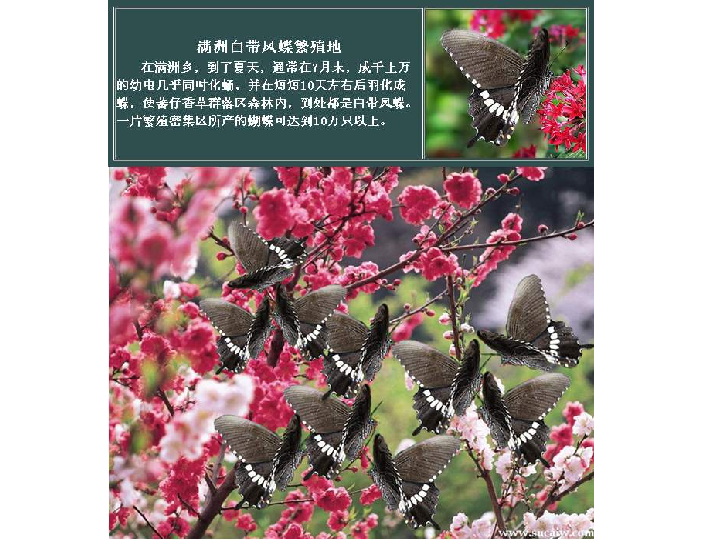 满洲白带凤蝶繁殖地
在满洲乡，到了夏天，通常在7月末，成千上万
的幼虫几乎同时化蛹，并在短短10天左右后羽化成
蝶，使番仔香草群落区森林内，到处都是白带凤蝶。
一片繁殖密集区所产的蝴蝶可达到10万只以上。
www.sucaiw.com